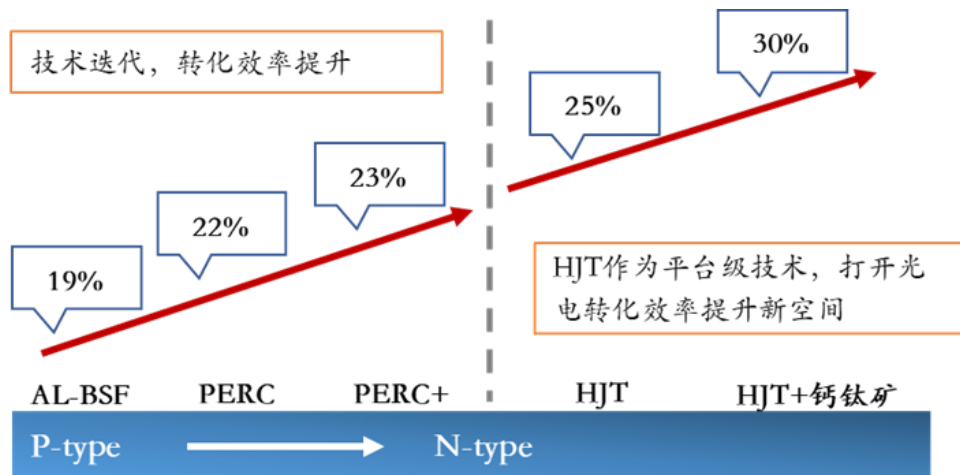 技术迭代，转化效率提升
19%
22%
23%
25%
30%
HJT作为平台级技术，打开光
电转化效率提升新空间
AL-BSF PERC PERC+ HJT HJT+钙钛矿
P-type N-type